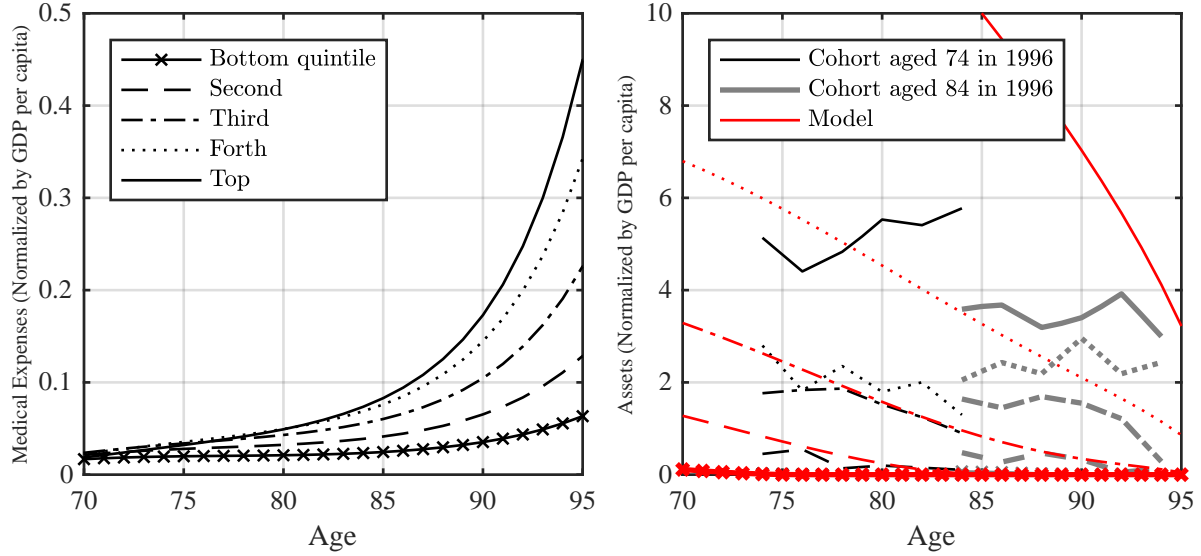 Medical Expenses (Normalized by GDP per capita)
0.5
0.4
0.3
0.2
0.1
0
Bottom quintile
Second
Third
Forth
Top
70 75 80 85 90 95
Age
Assets (Normalized by GDP per capita)
10
8
6
4
2
0
Cohort aged 74 in 1996
Cohort aged 84 in 1996
Model
70 75 80 85 90 95
Age